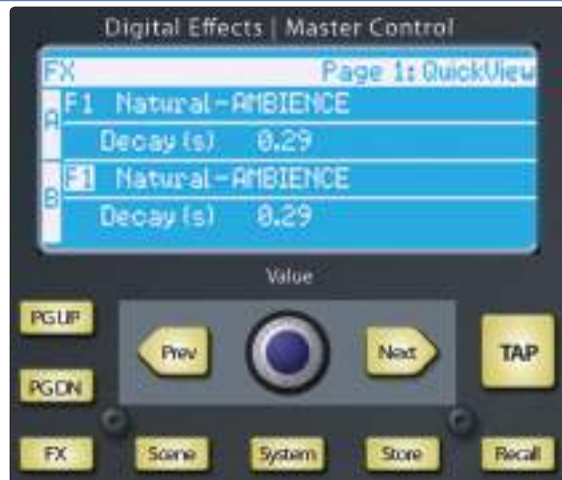 Digital Effects | Master Control
FX Page 1: QuickView
A F1 Natural-AMBIENCE
Decay (s) 0.29
B F1 Natural-AMBIENCE
Decay (s) 0.29
Value
PG UP
Prev
Next
TAP
PG DN
FX Scene System Store Recall